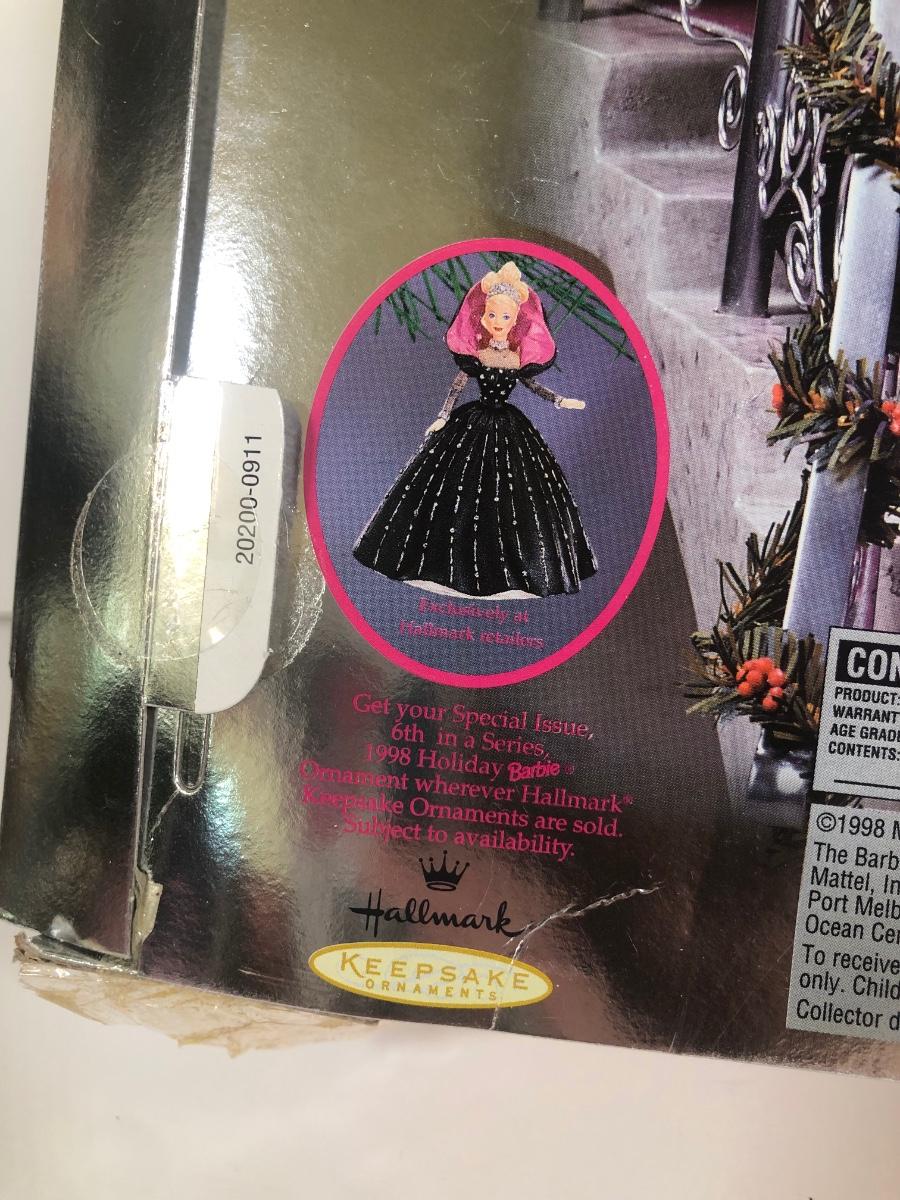 20200-0911
Exclusively at
Hallmark retailers
Get your Special Issue,
6th in a Series,
1998 Holiday Barbie®
Ornament wherever Hallmark®
Keepsake Ornaments are sold.
Subject to availability.
Hallmark
KEEPSAKE
ORNAMENTS
CON
PRODUCT:
WARRANT
AGE GRADE
CONTENTS:
©1998 M
The Barb
Mattel, In
Port Melb
Ocean Cen
To receive
only. Child
Collector d